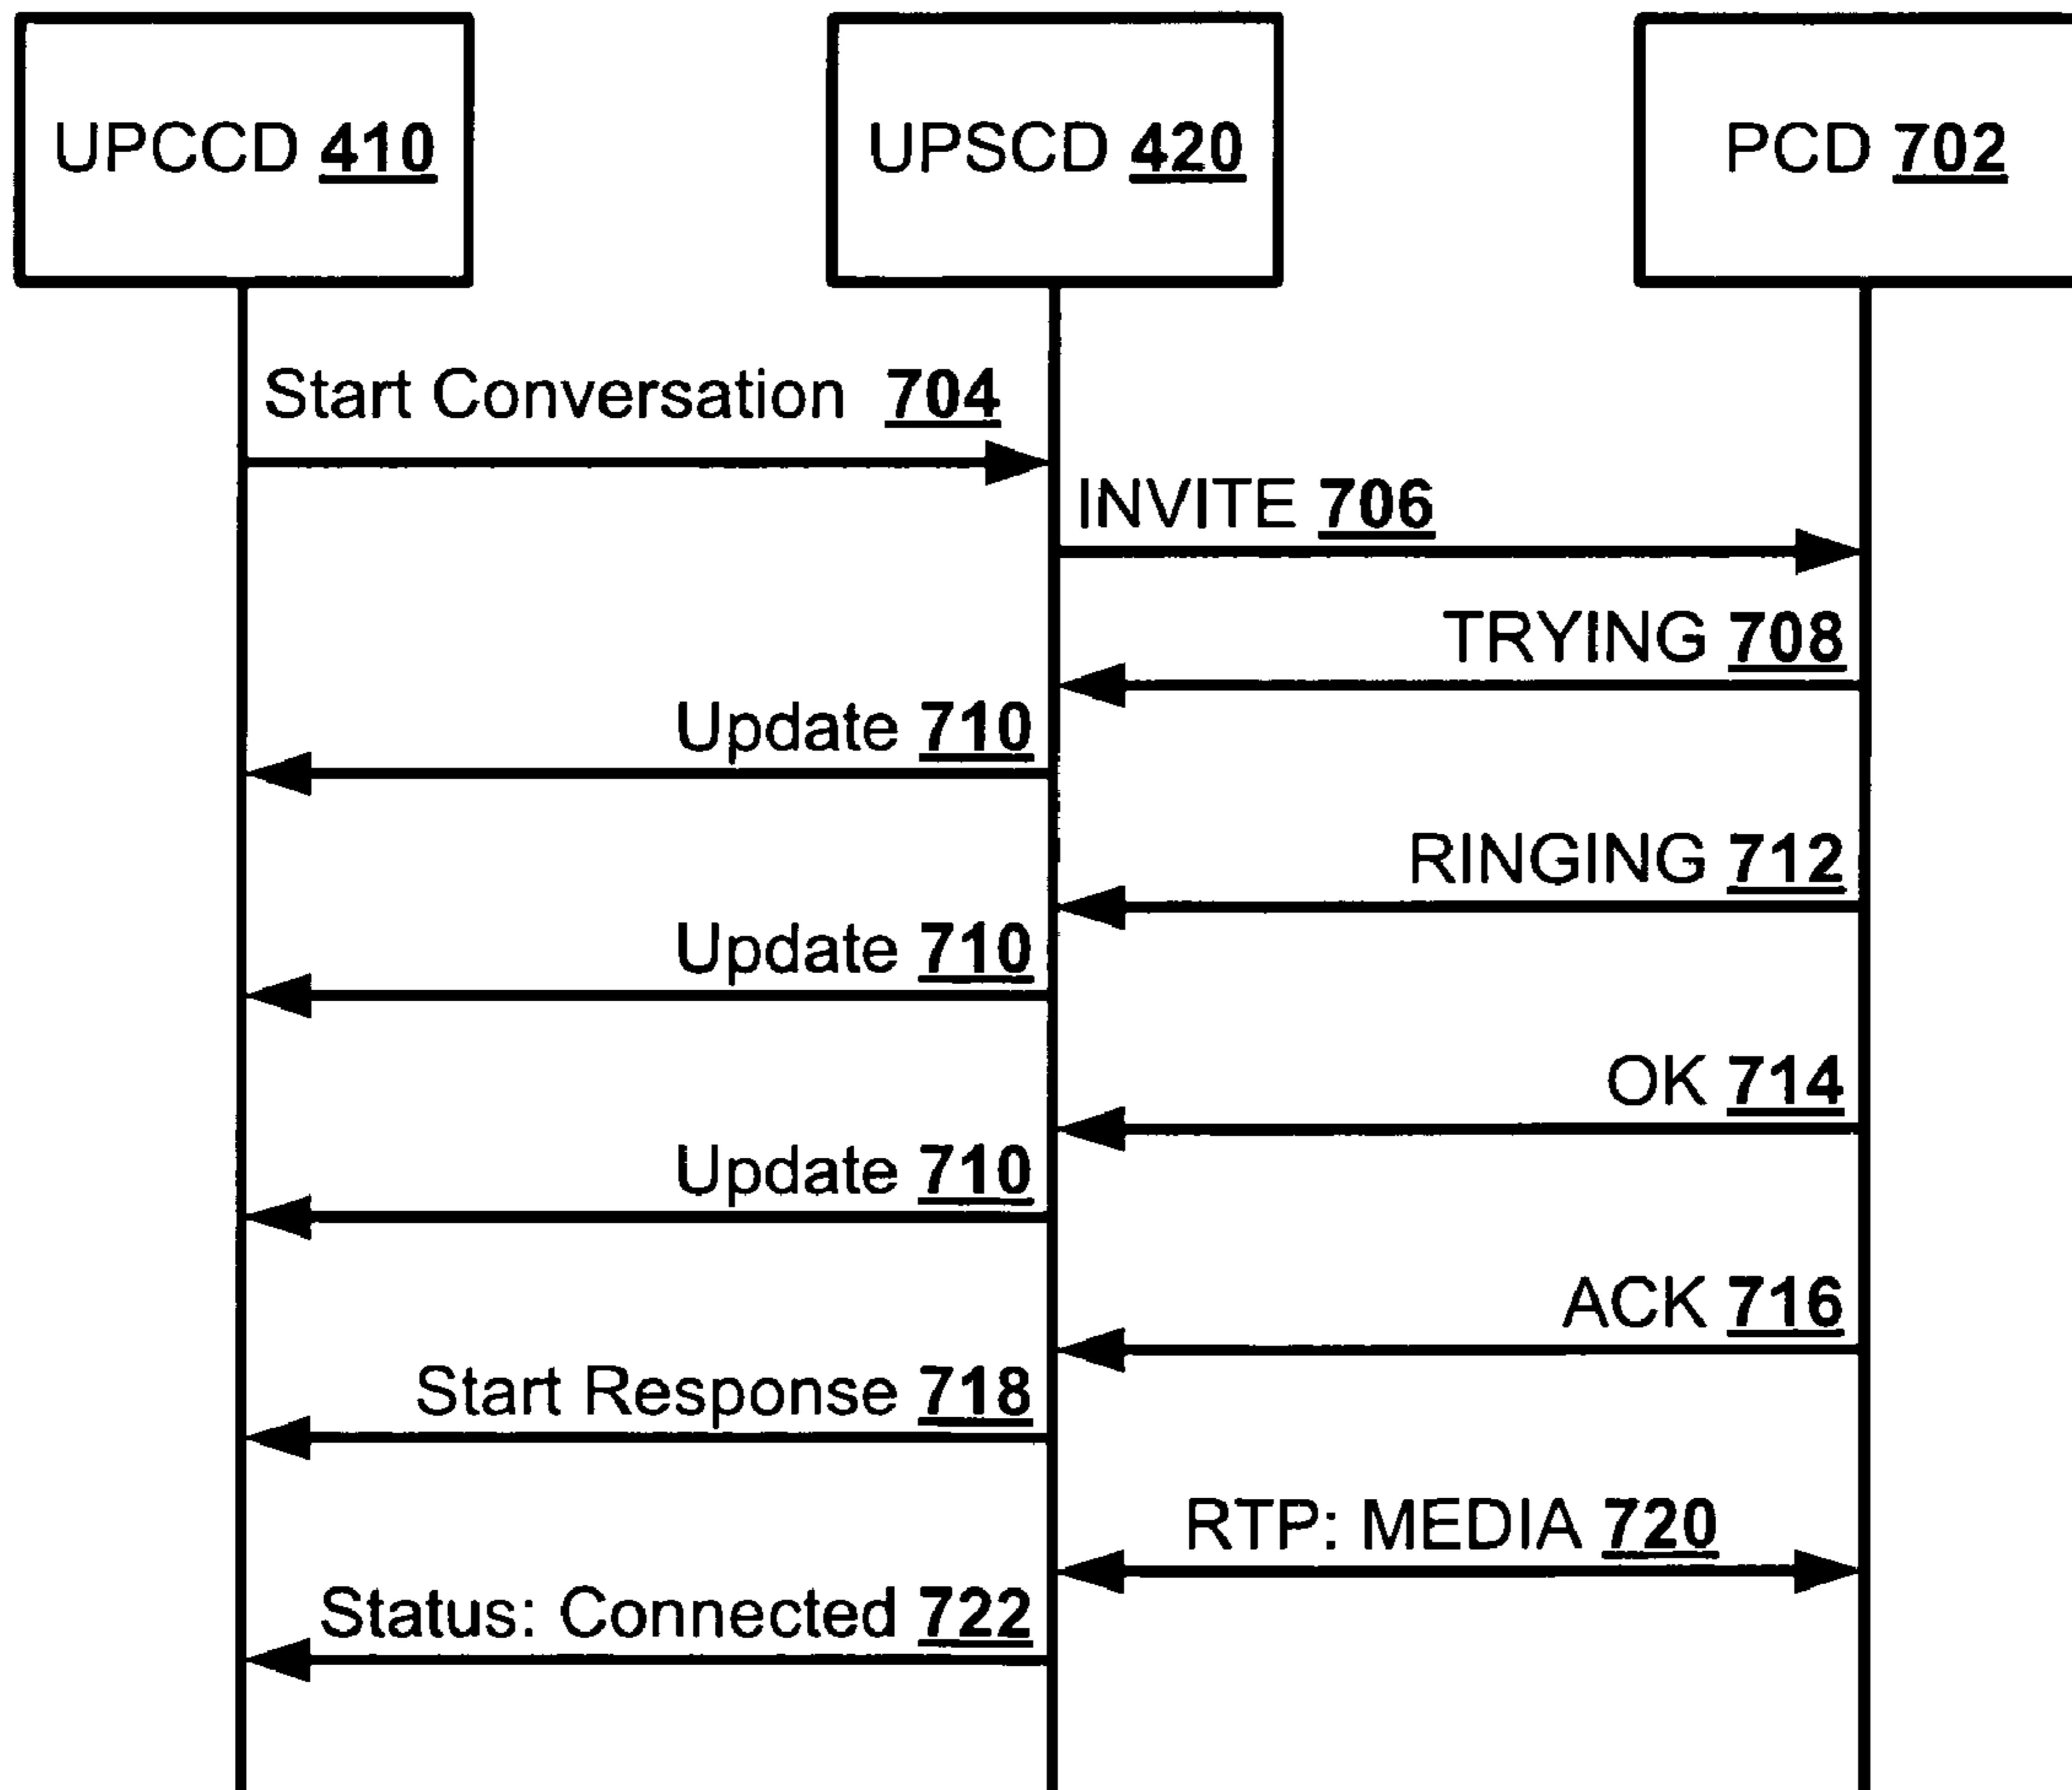 UPCCD 410
UPSCD 420
PCD 702
Start Conversation 704
INVITE 706
TRYING 708
Update 710
RINGING 712
Update 710
OK 714
Update 710
ACK 716
Start Response 718
RTP: MEDIA 720
Status: Connected 722